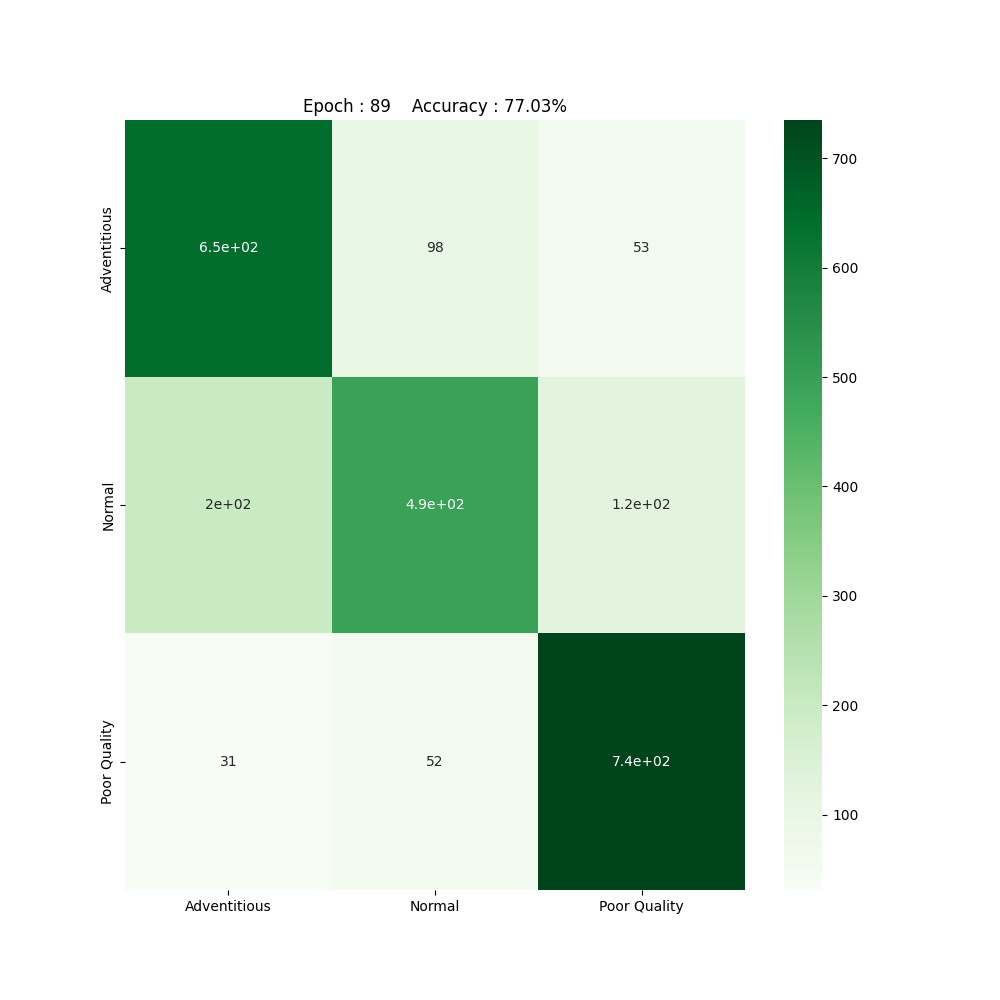 Epoch : 89    Accuracy : 77.03%
Adventitious
6.5e+02 98 53
700
600
500
Normal
2e+02 4.9e+02 1.2e+02
400
300
200
Poor Quality
31 52 7.4e+02
100
Adventitious Normal Poor Quality